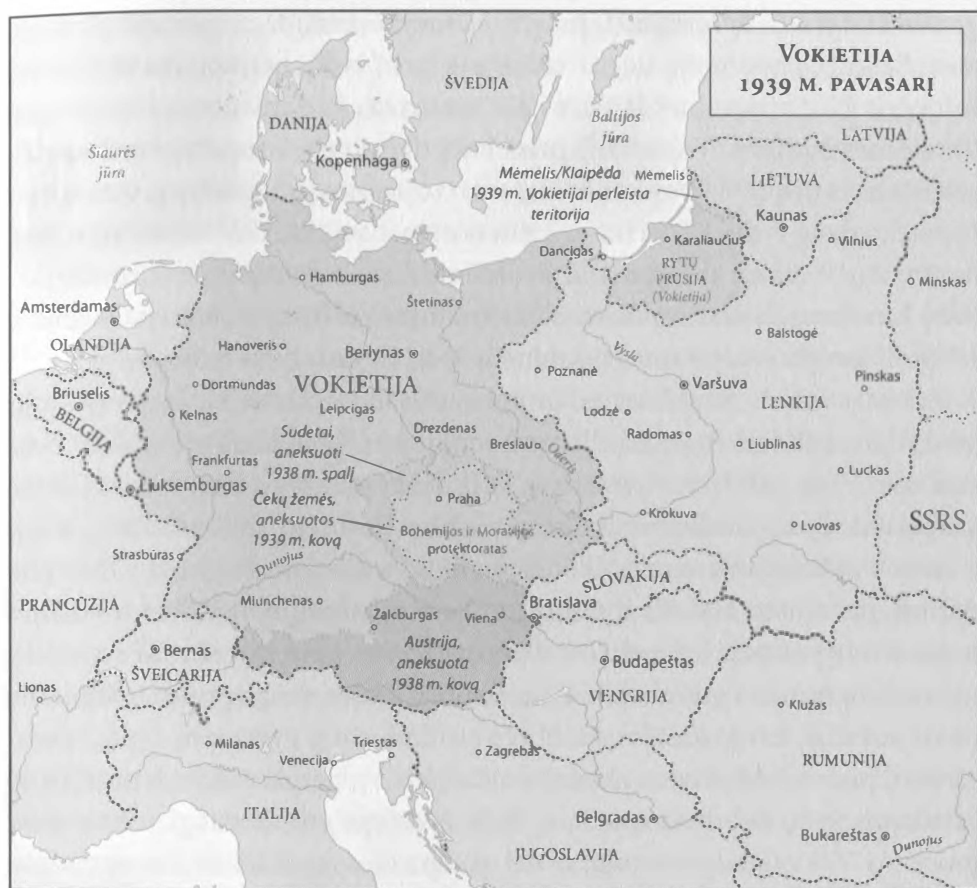 VOKIETIJA
1939 M. PAVASARĮ
ŠVEDIJA
DANIJA
Baltijos
jūra
LATVIJA
Šiaurės
jūra
Kopenhaga
Mėmelis/Klaipėda
1939 m. Vokietijai perleista
teritorija
Mėmelis
LIETUVA
Kaunas
Vilnius
Dancigas
Karaliaučius
RYTŲ
PRŪSIJA
(Vokietija)
Minskas
Hamburgas
Štetinas
Amsterdamas
OLANDIJA
Hanoveris
Berlynas
Balstogė
Vysla
Poznanė
Varšuva
Pinskas
Briuselis
BELGIJA
Dortmundas
VOKIETIJA
Kelnas
Leipcigas
Lodzė
LENKIJA
Sudetai,
aneksuoti
1938 m. spalį
Drezdenas
Breslau
Oderis
Radomas
Liublinas
Frankfurtas
Liuksemburgas
Praha
Luckas
Čekų žemės,
aneksuotos
1939 m. kovą
Bohemijos ir Moravijos
protektoratas
Krokuva
Lvovas
SSRS
Strasbūras
Dunojus
SLOVAKIJA
PRANCŪZIJA
Miunchenas
Zalcburgas
Viena
Bratislava
Austrija,
aneksuota
1938 m. kovą
Bernas
ŠVEICARIJA
Budapeštas
VENGRIJA
Lionas
Klužas
Milanas
Triestas
Venecija
Zagrebas
RUMUNIJA
ITALIJA
Belgradas
Bukareštas
Dunojus
JUGOSLAVIJA